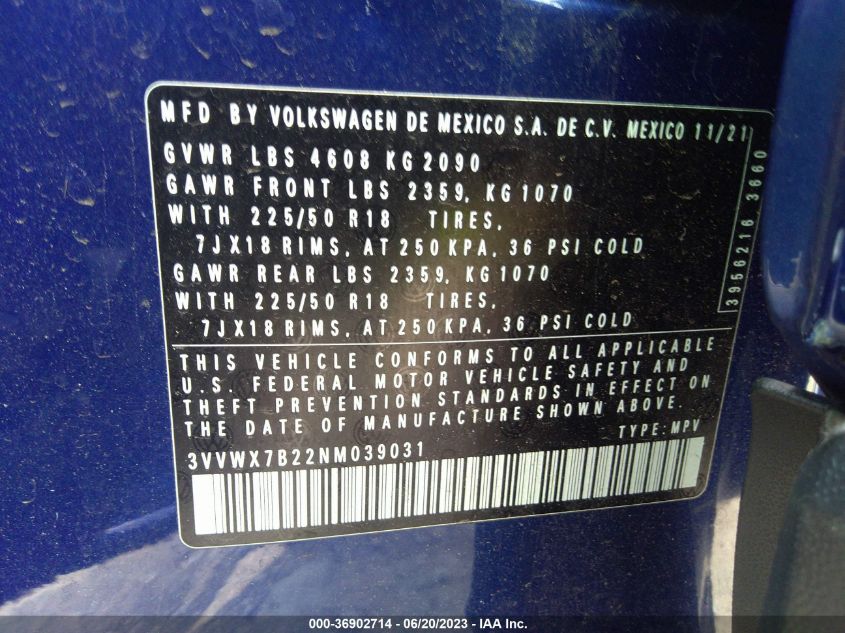 MFD BY VOLKSWAGEN DE MEXICO S.A. DE C.V. MEXICO 11/21
GVWR LBS 4608 KG 2090
GAWR FRONT LBS 2359, KG 1070
WITH 225/50 R18 TIRES,
7JX18 RIMS, AT 250 KPA, 36 PSI COLD
GAWR REAR LBS 2359, KG 1070
WITH 225/50 R18 TIRES,
7JX18 RIMS, AT 250 KPA, 36 PSI COLD
3956216 3660
THIS VEHICLE CONFORMS TO ALL APPLICABLE
U.S. FEDERAL MOTOR VEHICLE SAFETY AND
THEFT PREVENTION STANDARDS IN EFFECT ON
THE DATE OF MANUFACTURE SHOWN ABOVE.
TYPE: MPV
3VVWX7B22NM039031
000-36902714 - 06/20/2023 - IAA Inc.